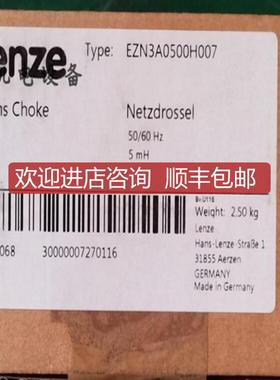 enze
Type: EZN3A0500H007
机电设备
ns Choke
Netzdrossel
50/60 Hz
5 mH
欢迎进店咨询 顺丰包邮
Weight: 2.50 kg
068
30000007270116
Lenze
Hans-Lenze-Straße 1
31855 Aerzen
GERMANY
Made in Germany